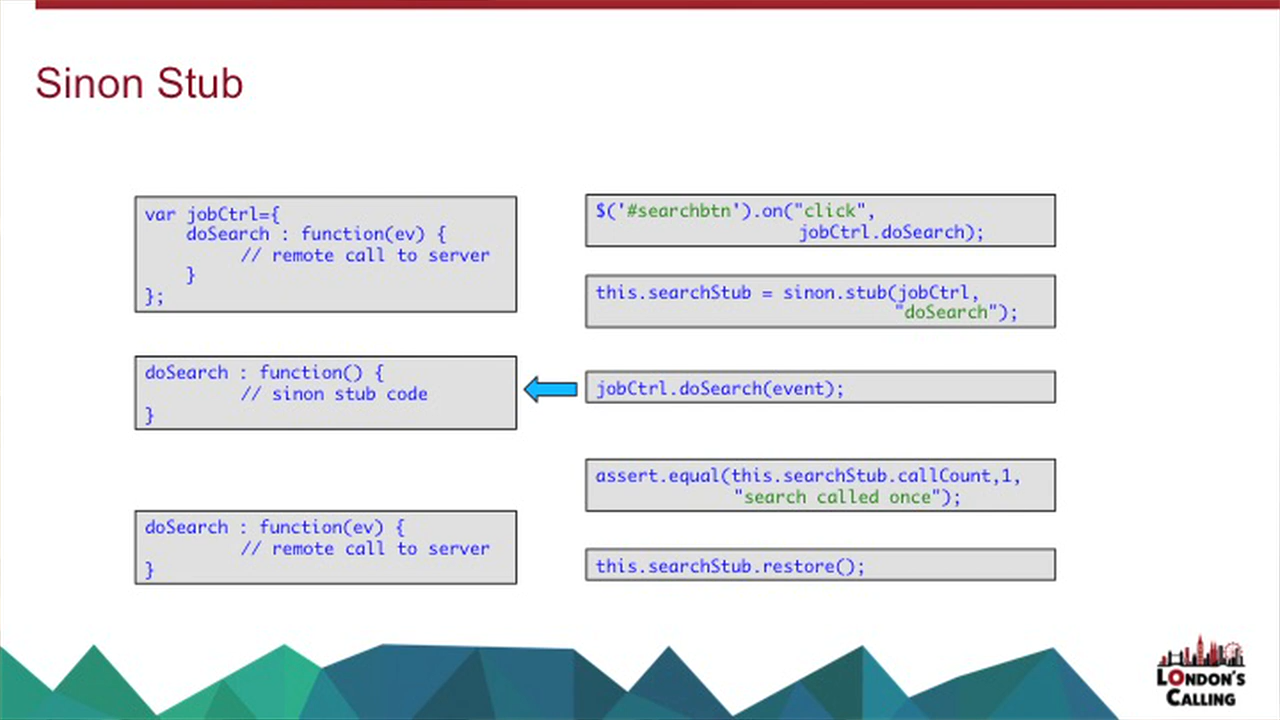 Sinon Stub
var jobCtrl={
    doSearch : function(ev) {
         // remote call to server
    }
};
$('#searchbtn').on("click",
                   jobCtrl.doSearch);
this.searchStub = sinon.stub(jobCtrl,
                             "doSearch");
doSearch : function() {
         // sinon stub code
}
jobCtrl.doSearch(event);
assert.equal(this.searchStub.callCount,1,
             "search called once");
doSearch : function(ev) {
         // remote call to server
}
this.searchStub.restore();
LONDON'S
CALLING